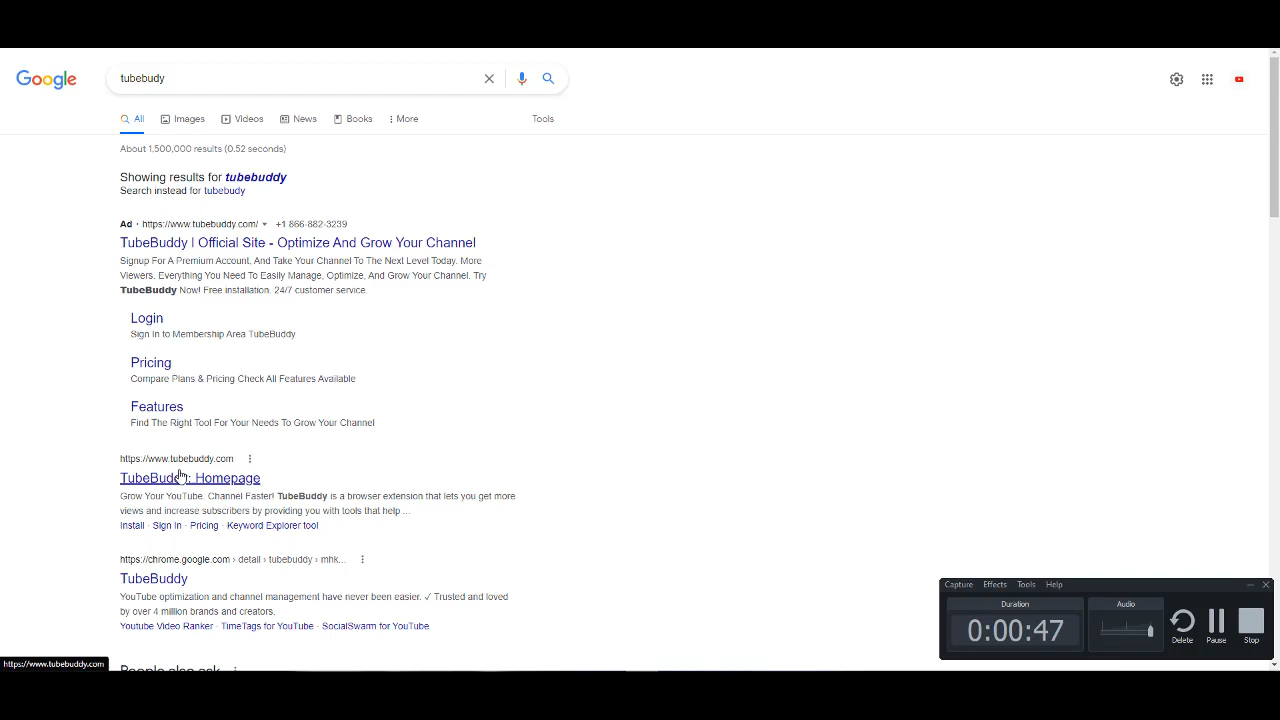 Google
tubebudy
All Images Videos News Books More Tools
About 1,500,000 results (0.52 seconds)
Showing results for tubebuddy
Search instead for tubebudy
Ad · https://www.tubebuddy.com/ +1 866-882-3239
TubeBuddy | Official Site - Optimize And Grow Your Channel
Signup For A Premium Account, And Take Your Channel To The Next Level Today. More
Viewers. Everything You Need To Easily Manage, Optimize, And Grow Your Channel. Try
TubeBuddy Now! Free installation. 24/7 customer service.
Login
Sign In to Membership Area TubeBuddy
Pricing
Compare Plans & Pricing Check All Features Available
Features
Find The Right Tool For Your Needs To Grow Your Channel
https://www.tubebuddy.com
TubeBuddy: Homepage
Grow Your YouTube. Channel Faster! TubeBuddy is a browser extension that lets you get more
views and increase subscribers by providing you with tools that help ...
Install · Sign In · Pricing · Keyword Explorer tool
https://chrome.google.com › detail › tubebuddy › mhk...
TubeBuddy
YouTube optimization and channel management have never been easier. ✓ Trusted and loved
by over 4 million brands and creators.
Youtube Video Ranker · TimeTags for YouTube · SocialSwarm for YouTube
People also ask
https://www.tubebuddy.com
Capture Effects Tools Help
Duration Audio
0:00:47
Delete Pause Stop